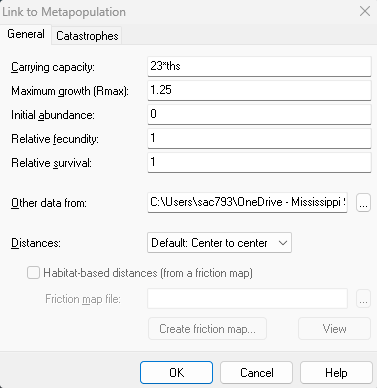 Link to Metapopulation
General Catastrophes
Carrying capacity: 23*ths
Maximum growth (Rmax): 1.25
Initial abundance: 0
Relative fecundity: 1
Relative survival: 1
Other data from: C:\Users\sac793\OneDrive - Mississippi ...
Distances: Default: Center to center
Habitat-based distances (from a friction map)
Friction map file: ...
Create friction map... View
OK Cancel Help